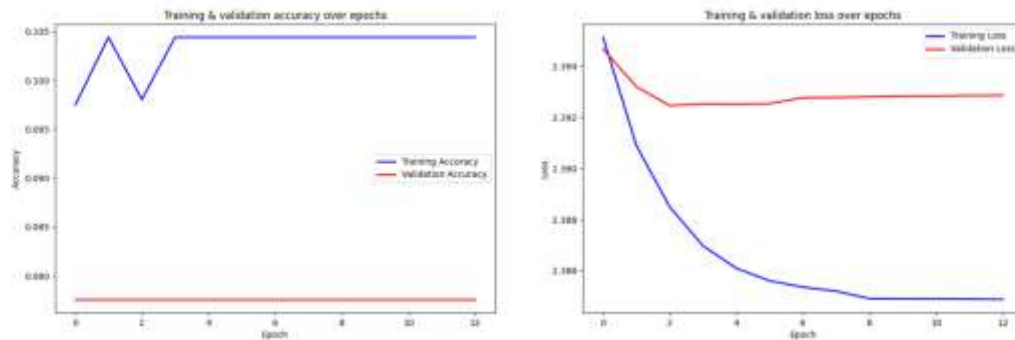 Training & validation accuracy over epochs
Accuracy
0.105
0.100
0.095
0.090
0.085
0.080
Training Accuracy
Validation Accuracy
0 2 4 6 8 10 12
Epoch
Training & validation loss over epochs
Loss
2.394
2.392
2.390
2.388
2.386
Training Loss
Validation Loss
0 2 4 6 8 10 12
Epoch